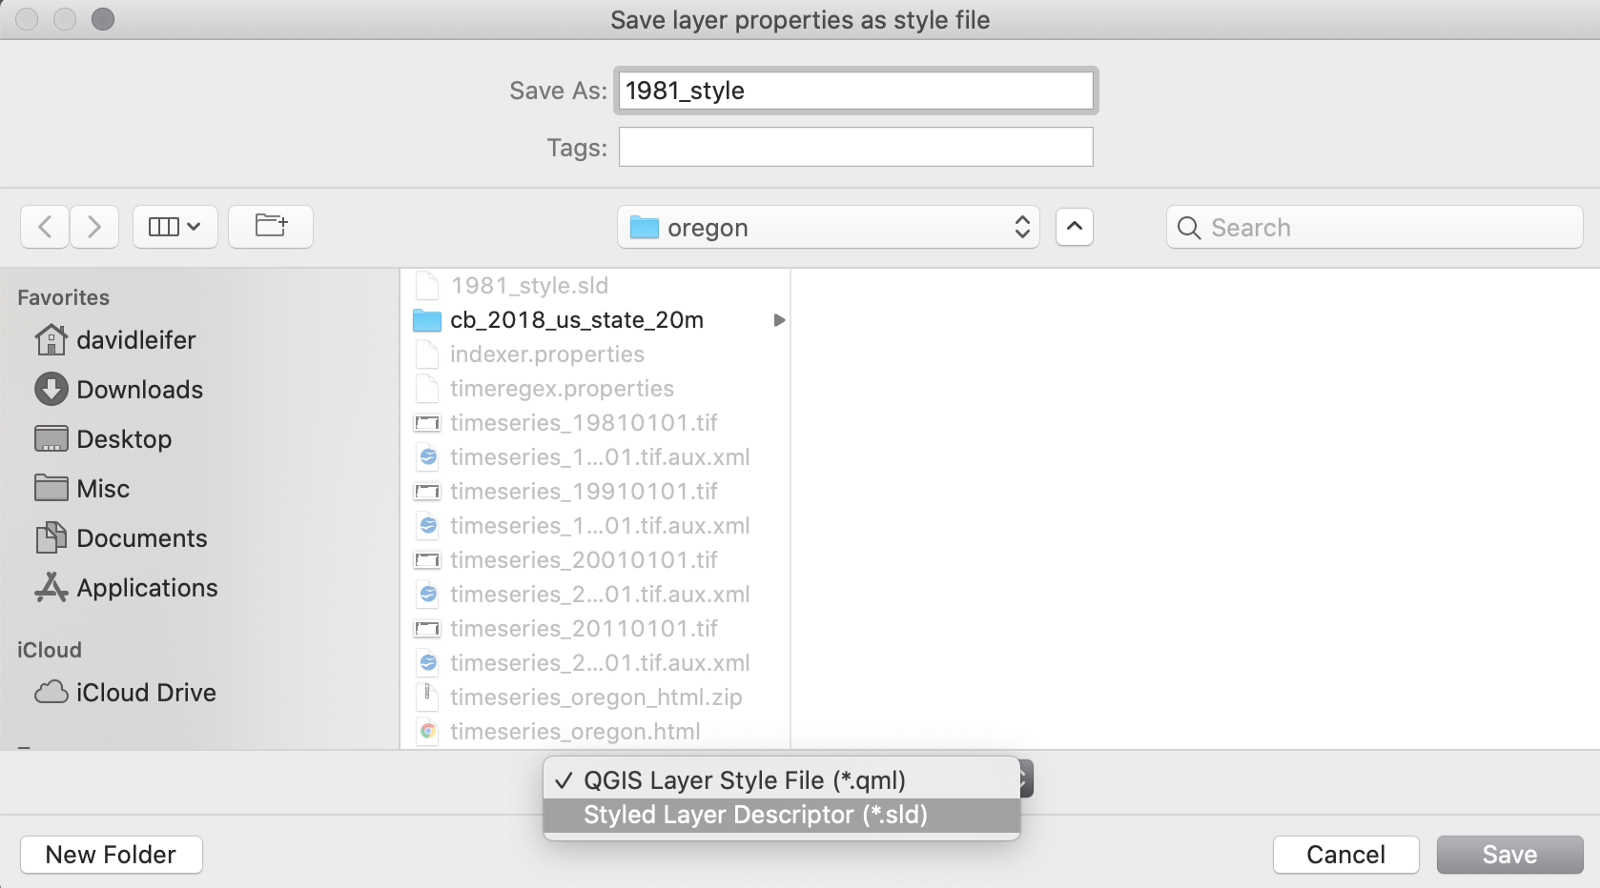 Save layer properties as style file
Save As: 1981_style
Tags:
oregon
Search
Favorites
davidleifer
Downloads
Desktop
Misc
Documents
Applications
iCloud
iCloud Drive
1981_style.sld
cb_2018_us_state_20m
indexer.properties
timeregex.properties
timeseries_19810101.tif
timeseries_1...01.tif.aux.xml
timeseries_19910101.tif
timeseries_1...01.tif.aux.xml
timeseries_20010101.tif
timeseries_2...01.tif.aux.xml
timeseries_20110101.tif
timeseries_2...01.tif.aux.xml
timeseries_oregon_html.zip
timeseries_oregon.html
✓ QGIS Layer Style File (*.qml)
Styled Layer Descriptor (*.sld)
New Folder
Cancel
Save